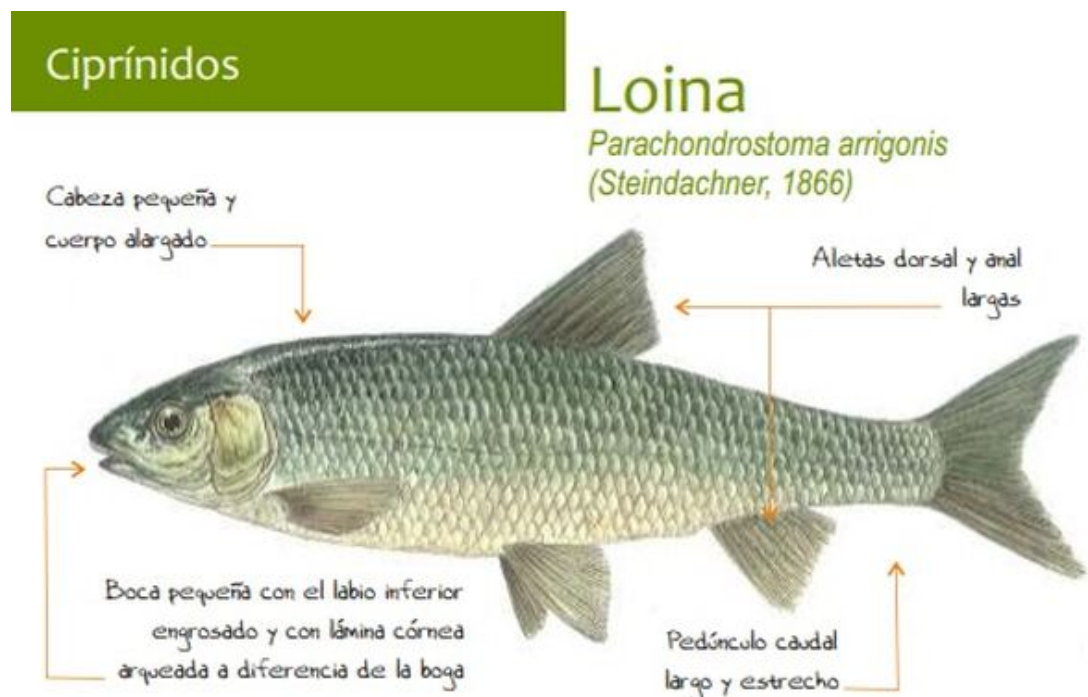 Ciprínidos
Loina
Parachondrostoma arrigonis
(Steindachner, 1866)
Cabeza pequeña y
cuerpo alargado
Aletas dorsal y anal
largas
Boca pequeña con el labio inferior
engrosado y con lámina córnea
arqueada a diferencia de la boga
Pedúnculo caudal
largo y estrecho